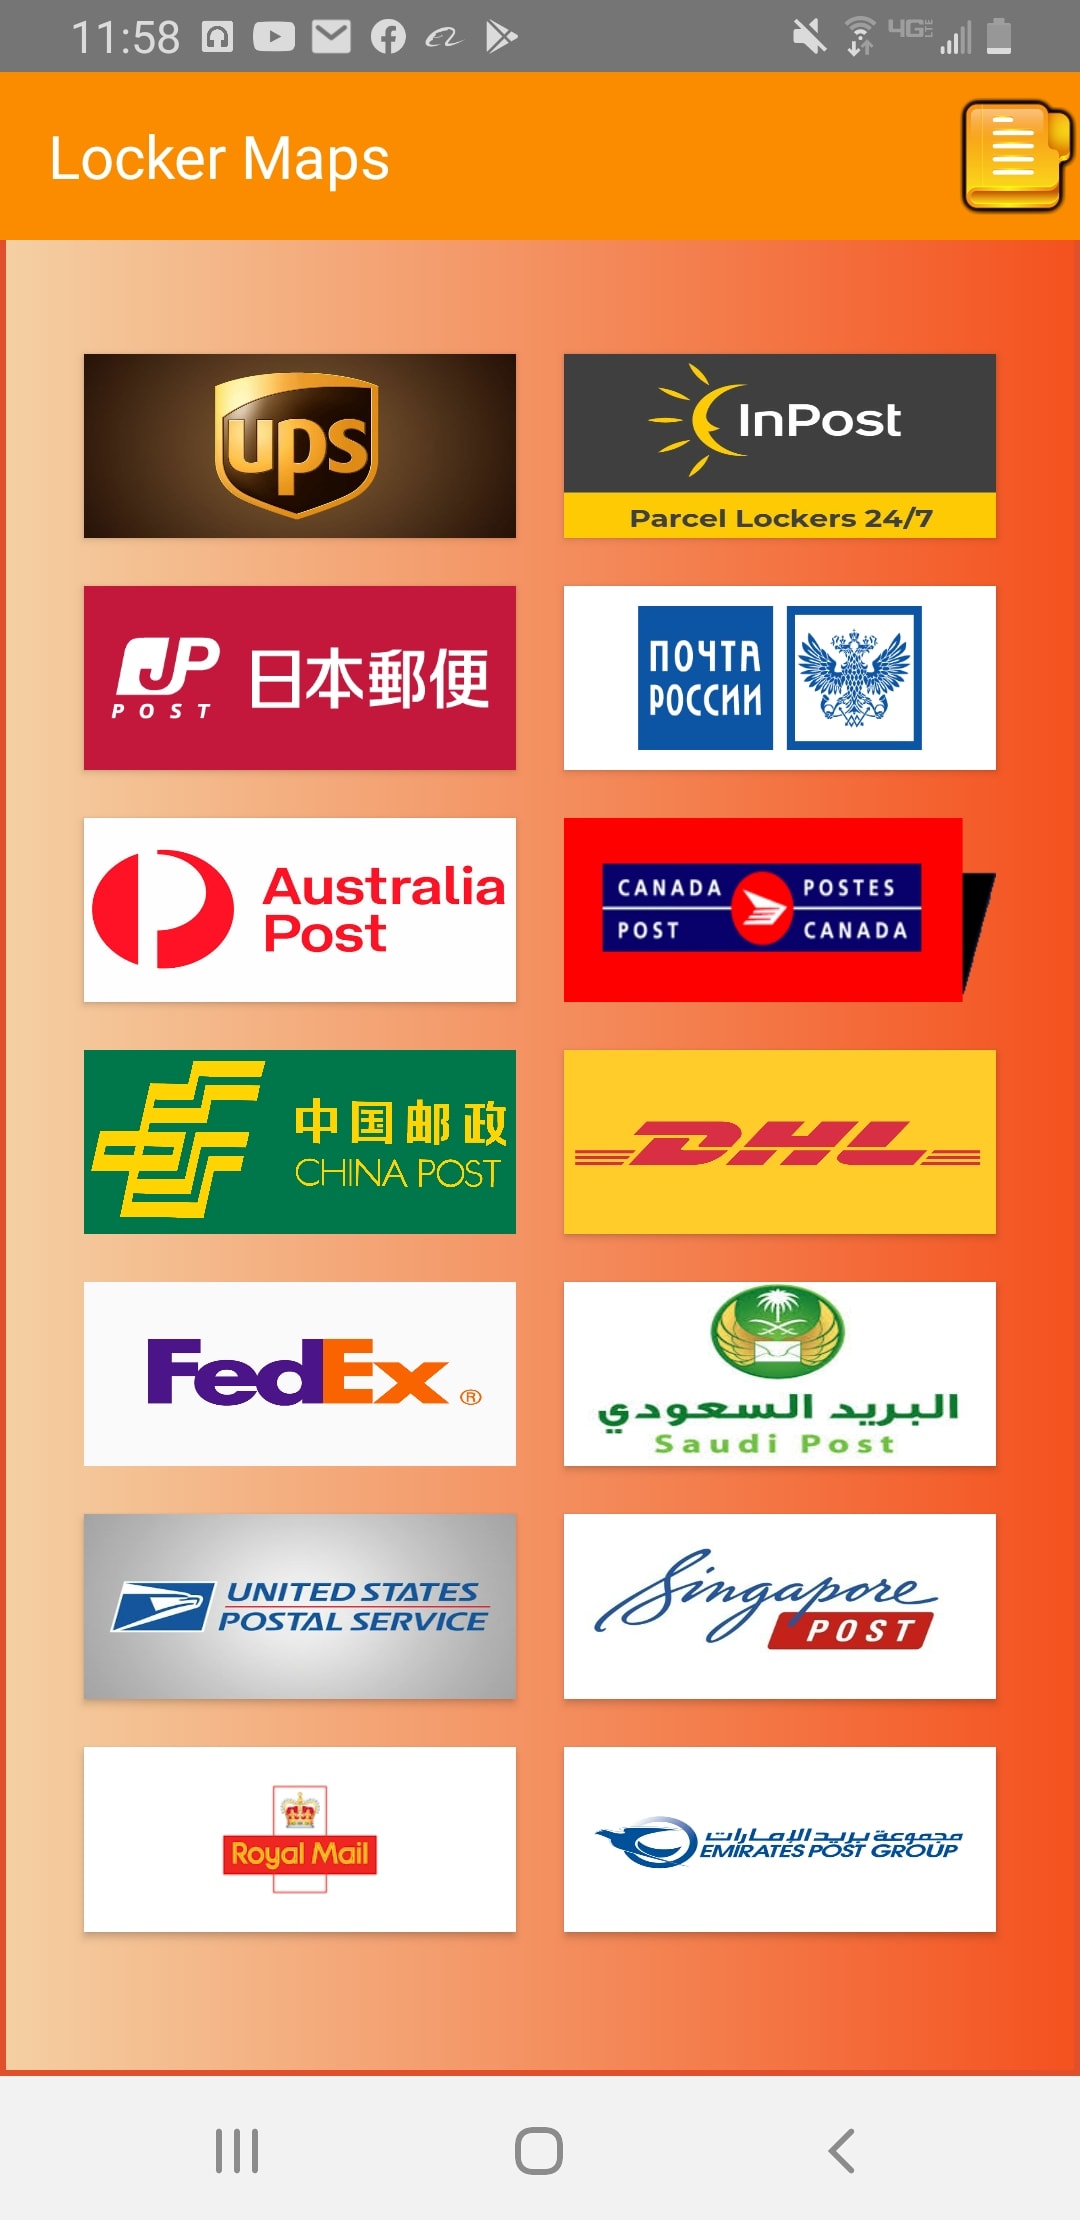 11:58
4G LTE
Locker Maps
ups
InPost
Parcel Lockers 24/7
JP
POST
日本郵便
ПОЧТА
РОССИИ
Australia
Post
CANADA POSTES
POST CANADA
中国邮政
CHINA POST
DHL
FedEx ®
البريد السعودي
Saudi Post
UNITED STATES
POSTAL SERVICE
Singapore
POST
Royal Mail
مجموعة بريد الإمارات
EMIRATES POST GROUP